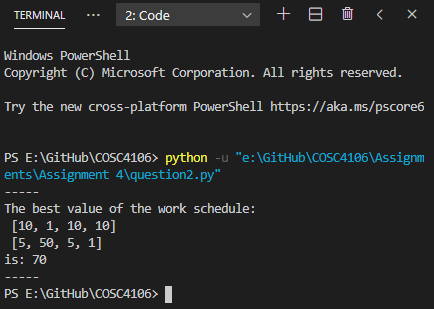 TERMINAL ··· 2: Code
Windows PowerShell
Copyright (C) Microsoft Corporation. All rights reserved.
Try the new cross-platform PowerShell https://aka.ms/pscore6
PS E:\GitHub\COSC4106> python -u "e:\GitHub\COSC4106\Assignm
ents\Assignment 4\question2.py"
-----
The best value of the work schedule:
 [10, 1, 10, 10]
 [5, 50, 5, 1]
is: 70
-----
PS E:\GitHub\COSC4106>